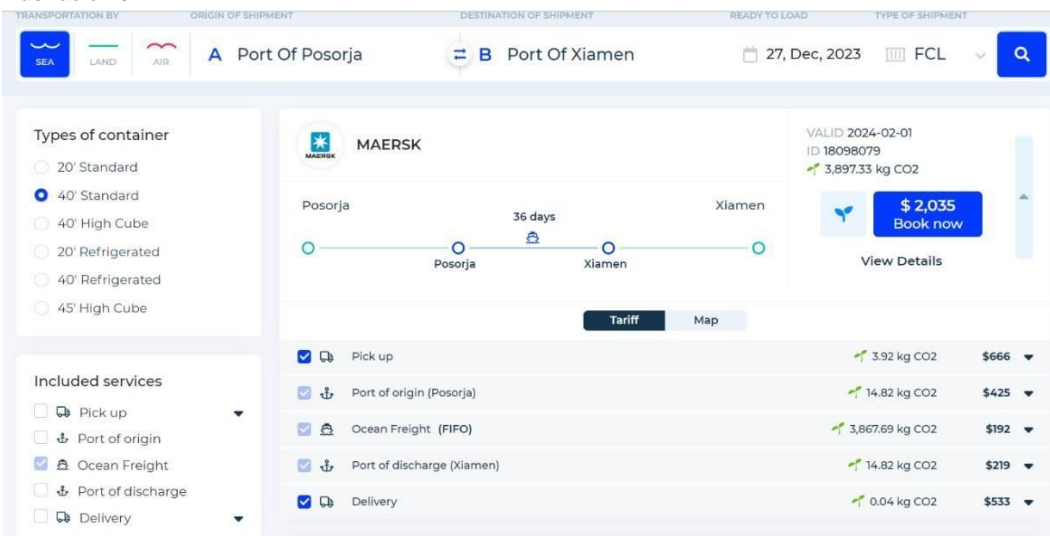 TRANSPORTATION BY ORIGIN OF SHIPMENT DESTINATION OF SHIPMENT READY TO LOAD TYPE OF SHIPMENT
SEA LAND AIR A Port Of Posorja B Port Of Xiamen 27, Dec, 2023 FCL
Types of container
20' Standard
40' Standard
40' High Cube
20' Refrigerated
40' Refrigerated
45' High Cube
Included services
Pick up
Port of origin
Ocean Freight
Port of discharge
Delivery
MAERSK
MAERSK
VALID 2024-02-01
ID 18098079
3,897.33 kg CO2
$ 2,035
Book now
View Details
Posorja Xiamen
36 days
Posorja Xiamen
Tariff Map
Pick up 3.92 kg CO2 $666
Port of origin (Posorja) 14.82 kg CO2 $425
Ocean Freight (FIFO) 3,867.69 kg CO2 $192
Port of discharge (Xiamen) 14.82 kg CO2 $219
Delivery 0.04 kg CO2 $533